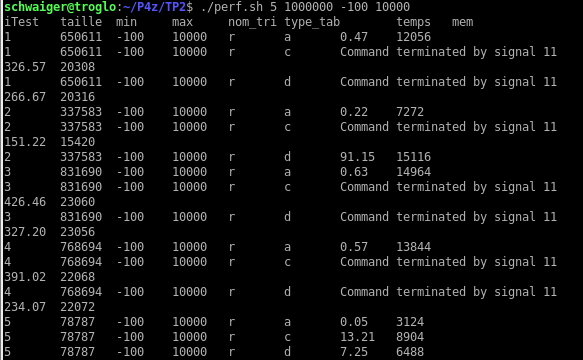 schwaiger@troglo:~/P4z/TP2$ ./perf.sh 5 1000000 -100 10000
iTest taille min max nom_tri type_tab temps mem
1 650611 -100 10000 r a 0.47 12056
1 650611 -100 10000 r c Command terminated by signal 11
326.57 20308
1 650611 -100 10000 r d Command terminated by signal 11
266.67 20316
2 337583 -100 10000 r a 0.22 7272
2 337583 -100 10000 r c Command terminated by signal 11
151.22 15420
2 337583 -100 10000 r d 91.15 15116
3 831690 -100 10000 r a 0.63 14964
3 831690 -100 10000 r c Command terminated by signal 11
426.46 23060
3 831690 -100 10000 r d Command terminated by signal 11
327.20 23056
4 768694 -100 10000 r a 0.57 13844
4 768694 -100 10000 r c Command terminated by signal 11
391.02 22068
4 768694 -100 10000 r d Command terminated by signal 11
234.07 22072
5 78787 -100 10000 r a 0.05 3124
5 78787 -100 10000 r c 13.21 8904
5 78787 -100 10000 r d 7.25 6488